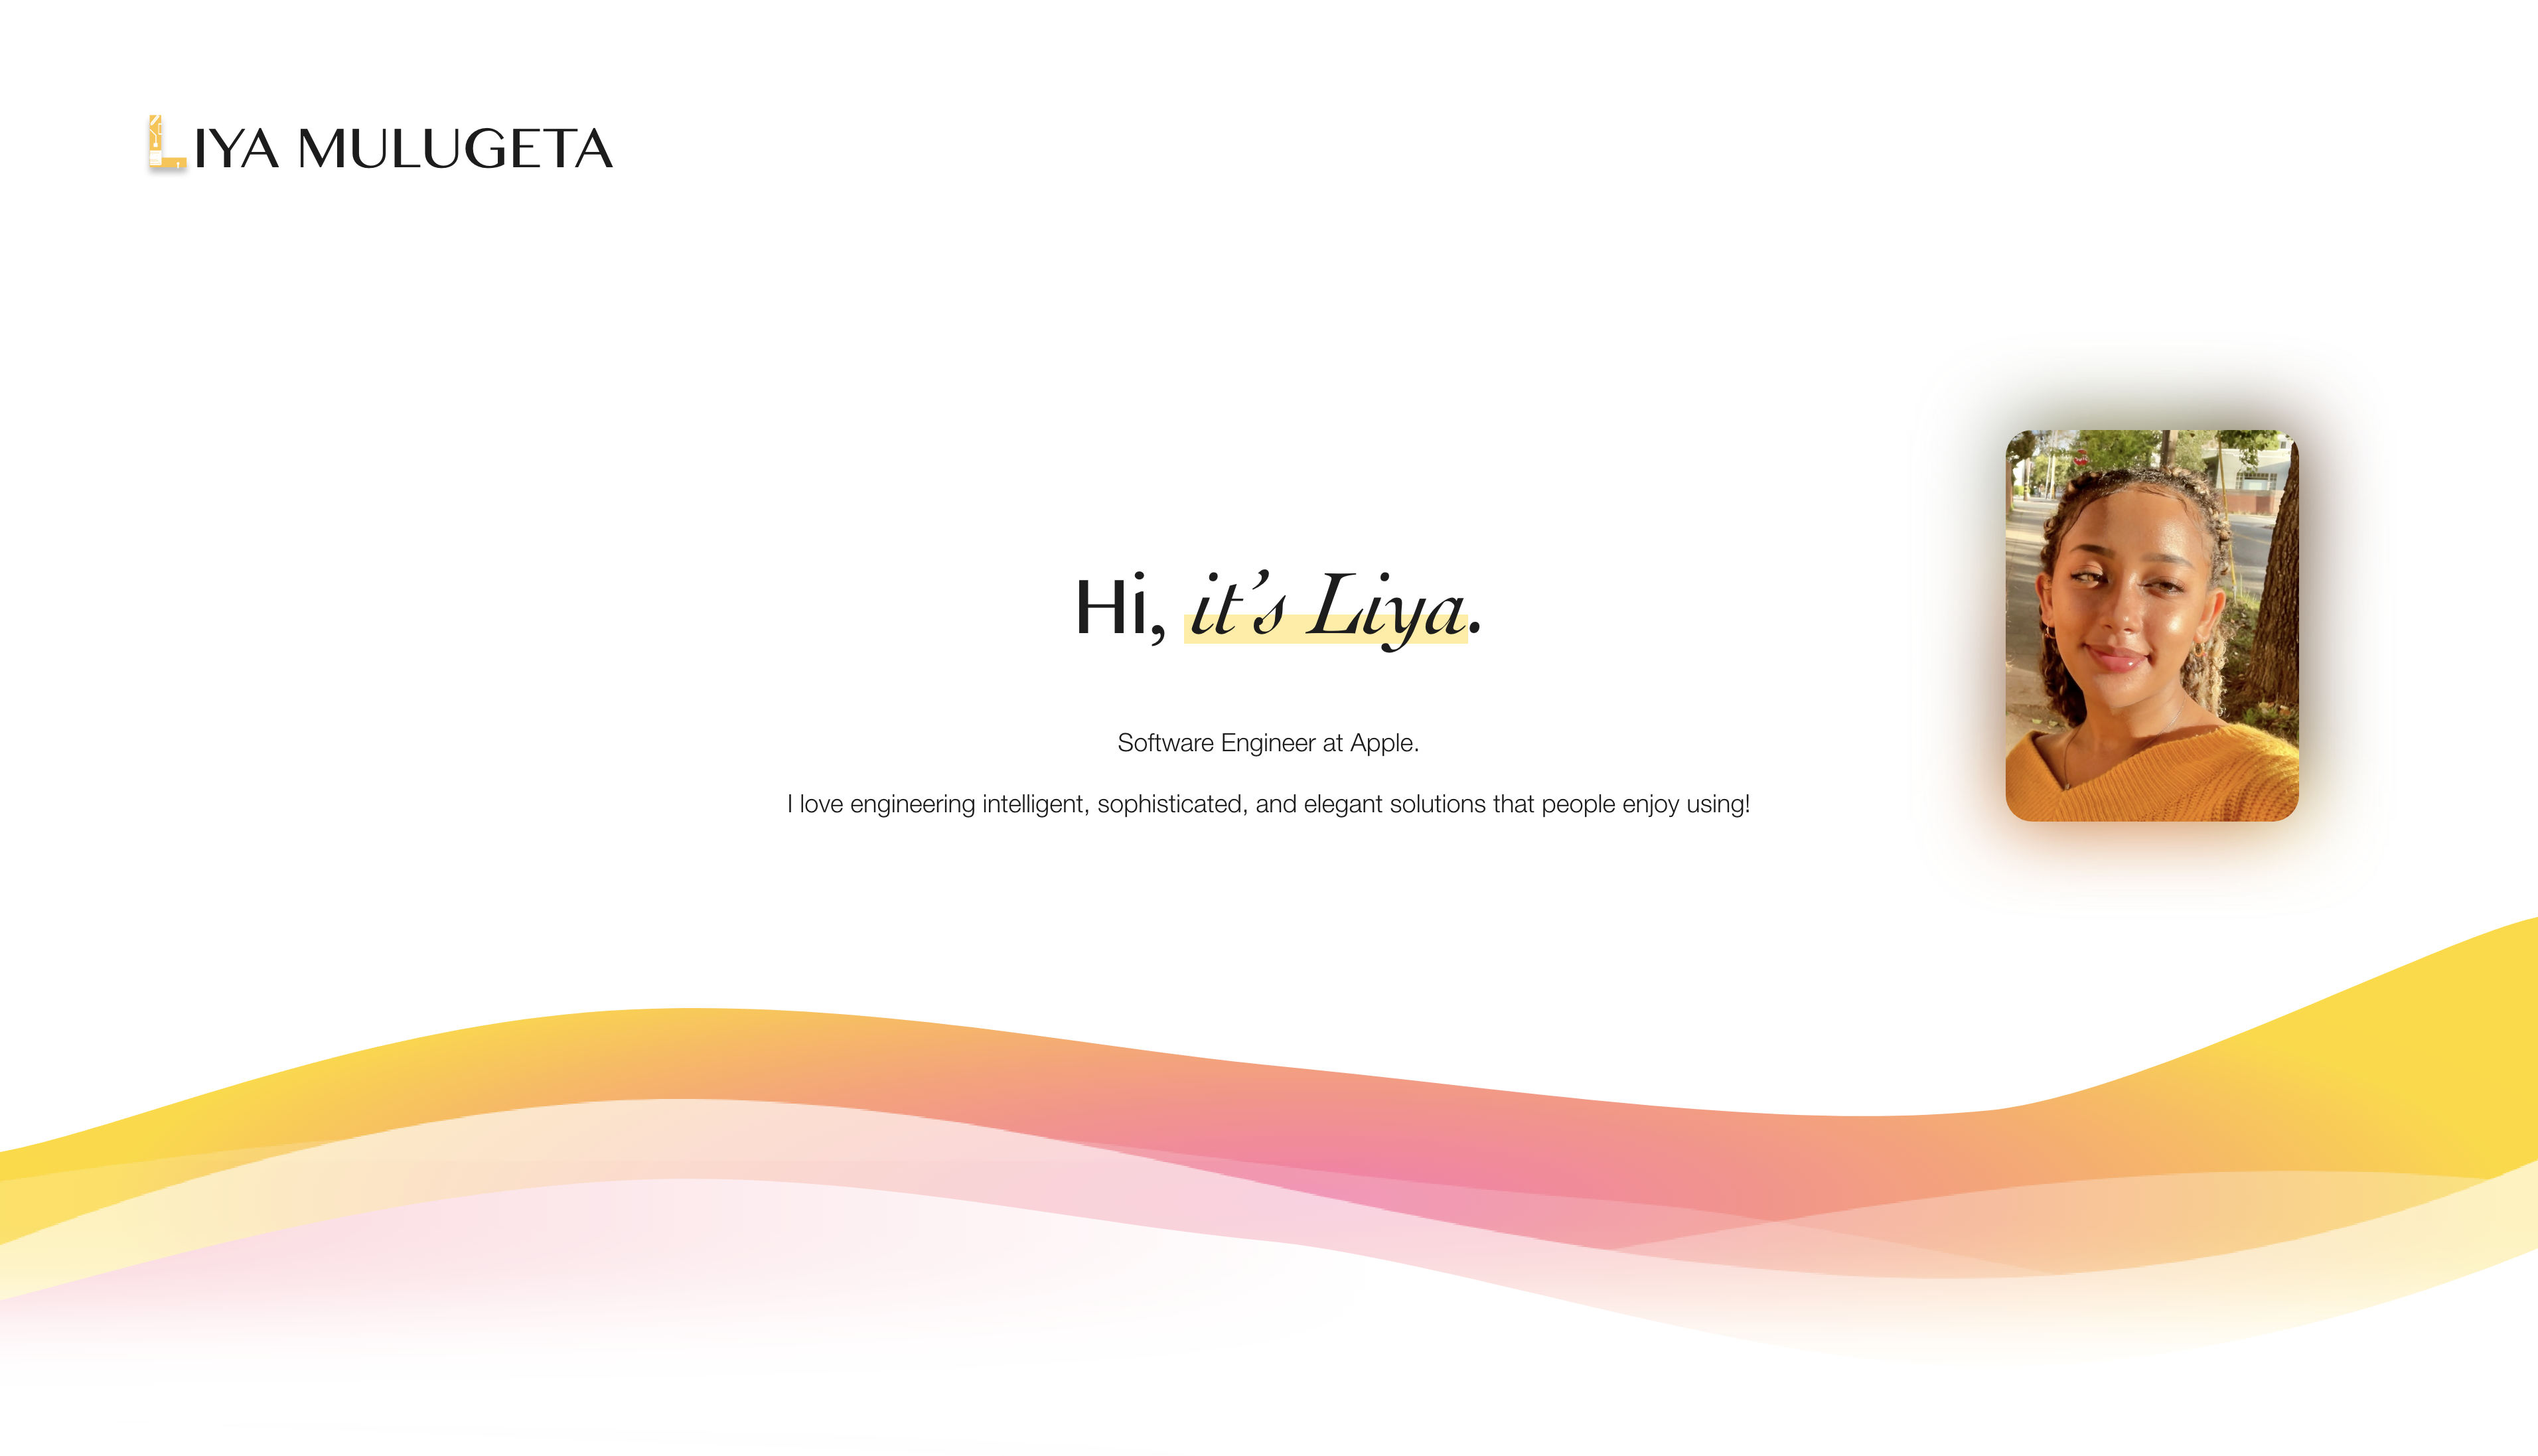 LIYA MULUGETA
Hi, it’s Liya.
Software Engineer at Apple.
I love engineering intelligent, sophisticated, and elegant solutions that people enjoy using!